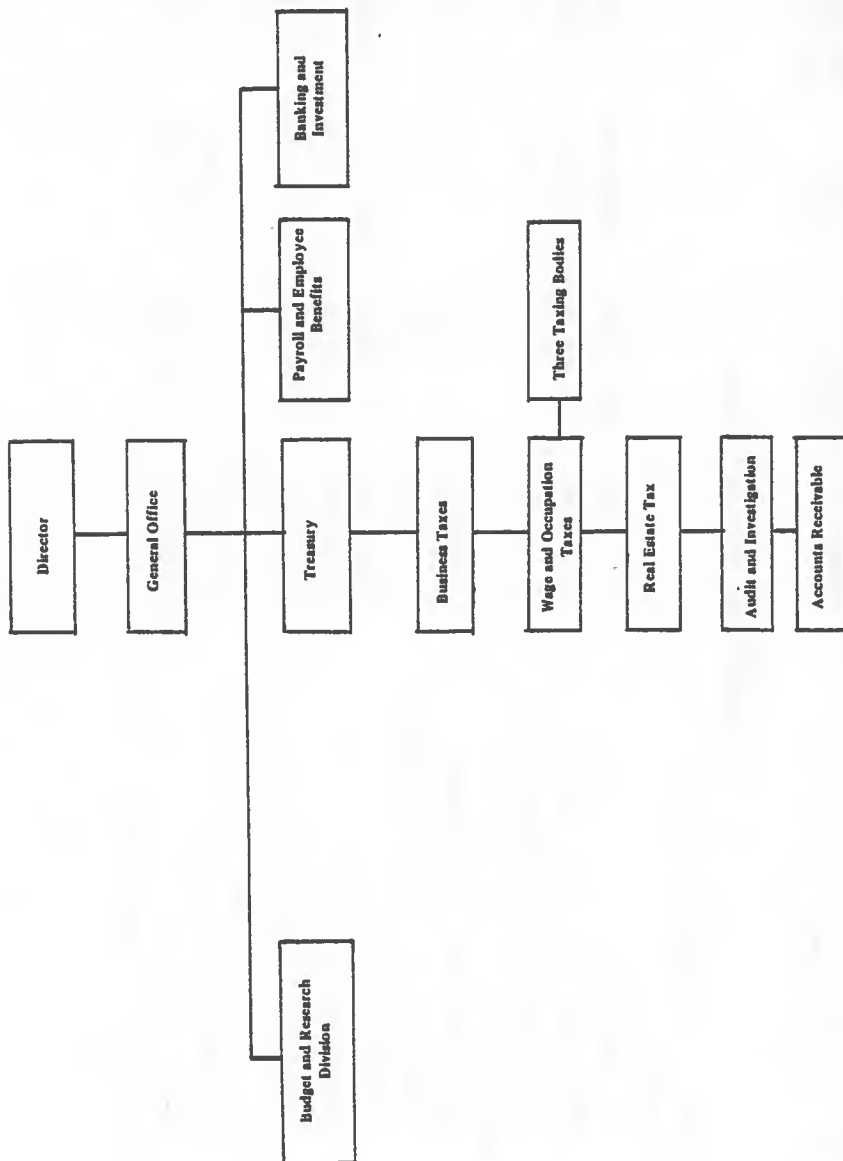 Director
General Office
Budget and Research
Division
Treasury
Payroll and Employee
Benefits
Banking and
Investment
Business Taxes
Wage and Occupation
Taxes
Three Taxing Bodies
Real Estate Tax
Audit and Investigation
Accounts Receivable